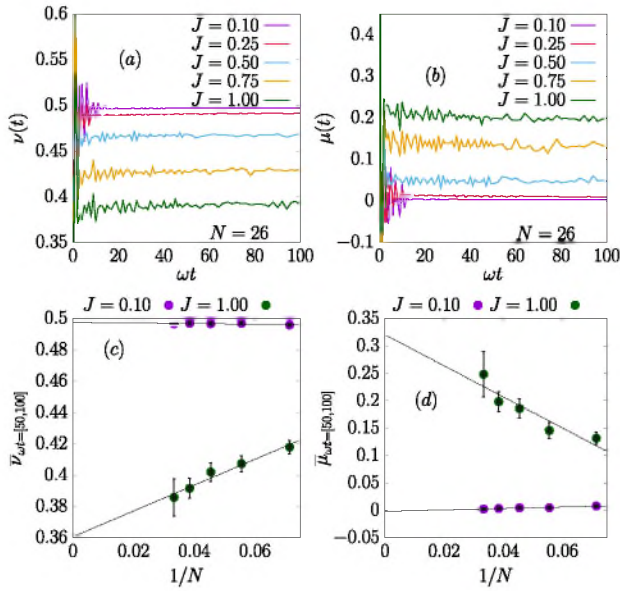 0.6
0.55
0.5
0.45
0.4
0.35
ν(t)
(a)
J = 0.10
J = 0.25
J = 0.50
J = 0.75
J = 1.00
N = 26
0 20 40 60 80 100
ωt
0.4
0.3
0.2
0.1
0
−0.1
μ(t)
(b)
J = 0.10
J = 0.25
J = 0.50
J = 0.75
J = 1.00
N = 26
0 20 40 60 80 100
ωt
J = 0.10 J = 1.00
0.5
0.48
0.46
0.44
0.42
0.4
0.38
0.36
ν̅ωt=[50,100]
(c)
0 0.02 0.04 0.06
1/N
J = 0.10 J = 1.00
0.35
0.3
0.25
0.2
0.15
0.1
0.05
0
−0.05
μ̅ωt=[50,100]
(d)
0 0.02 0.04 0.06
1/N